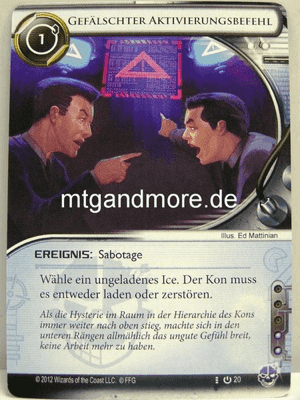 Gefälschter Aktivierungsbefehl
1
mtgandmore.de
Illus. Ed Mattinian
EREIGNIS: Sabotage
Wähle ein ungeladenes Ice. Der Kon muss
es entweder laden oder zerstören.
Als die Hysterie im Raum in der Hierarchie des Kons
immer weiter nach oben stieg, machte sich in den
unteren Rängen allmählich das ungute Gefühl breit,
keine Arbeit mehr zu haben.
© 2012 Wizards of the Coast LLC. © FFG
20